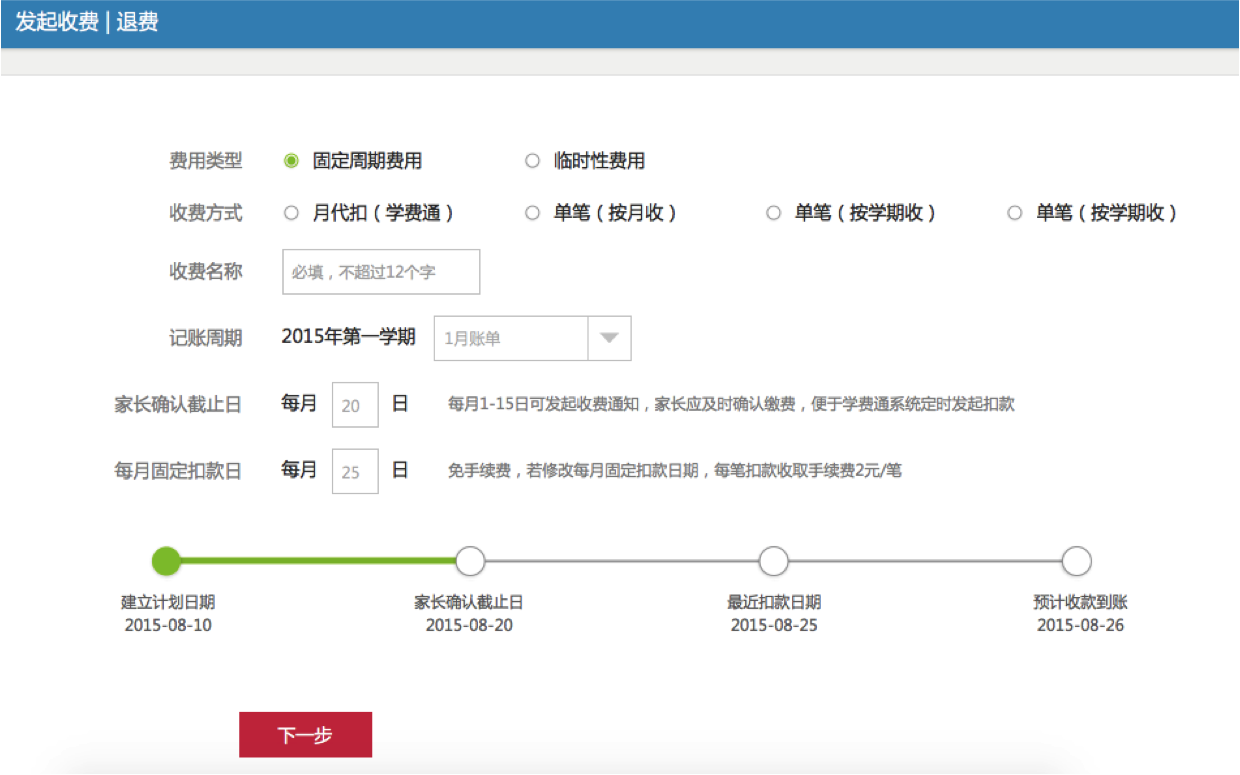 发起收费 | 退费
费用类型 固定周期费用 临时性费用
收费方式 月代扣（学费通） 单笔（按月收） 单笔（按学期收） 单笔（按学期收）
收费名称 必填，不超过12个字
记账周期 2015年第一学期 1月账单
家长确认截止日 每月 20 日 每月1-15日可发起收费通知，家长应及时确认缴费，便于学费通系统定时发起扣款
每月固定扣款日 每月 25 日 免手续费，若修改每月固定扣款日期，每笔扣款收取手续费2元/笔
建立计划日期 家长确认截止日 最近扣款日期 预计收款到账
2015-08-10 2015-08-20 2015-08-25 2015-08-26
下一步